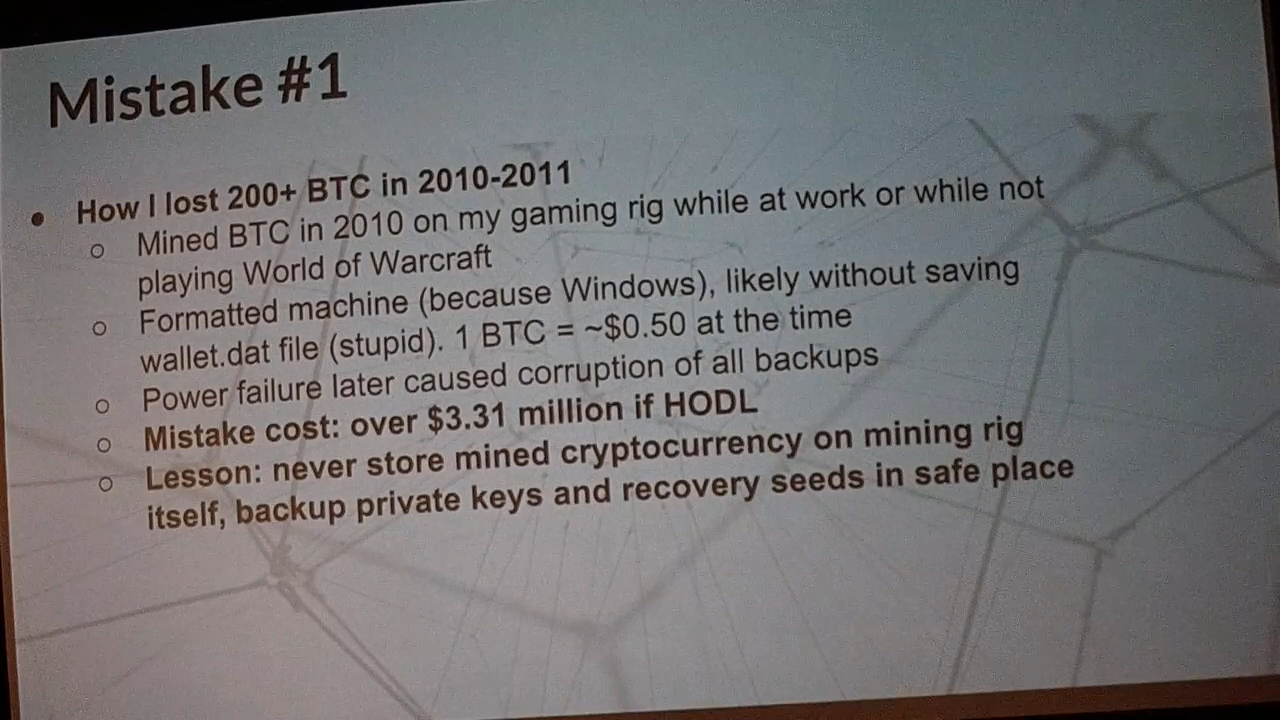 Mistake #1
● How I lost 200+ BTC in 2010-2011
○ Mined BTC in 2010 on my gaming rig while at work or while not
playing World of Warcraft
○ Formatted machine (because Windows), likely without saving
wallet.dat file (stupid). 1 BTC = ~$0.50 at the time
○ Power failure later caused corruption of all backups
○ Mistake cost: over $3.31 million if HODL
○ Lesson: never store mined cryptocurrency on mining rig
itself, backup private keys and recovery seeds in safe place